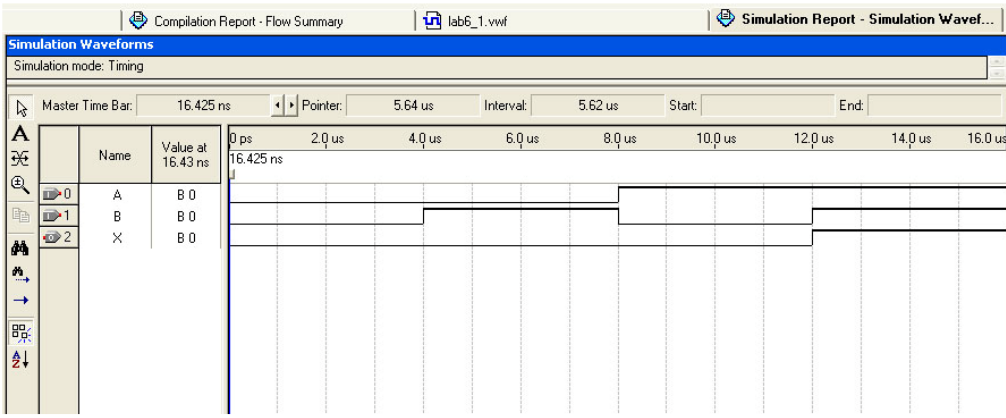 Compilation Report - Flow Summary lab6_1.vwf Simulation Report - Simulation Wavef...
Simulation Waveforms
Simulation mode: Timing
Master Time Bar: 16.425 ns Pointer: 5.64 us Interval: 5.62 us Start: End:
Name Value at 16.43 ns
0 ps 2.0 us 4.0 us 6.0 us 8.0 us 10.0 us 12.0 us 14.0 us 16.0 us
16.425 ns
0 A B 0
1 B B 0
2 X B 0